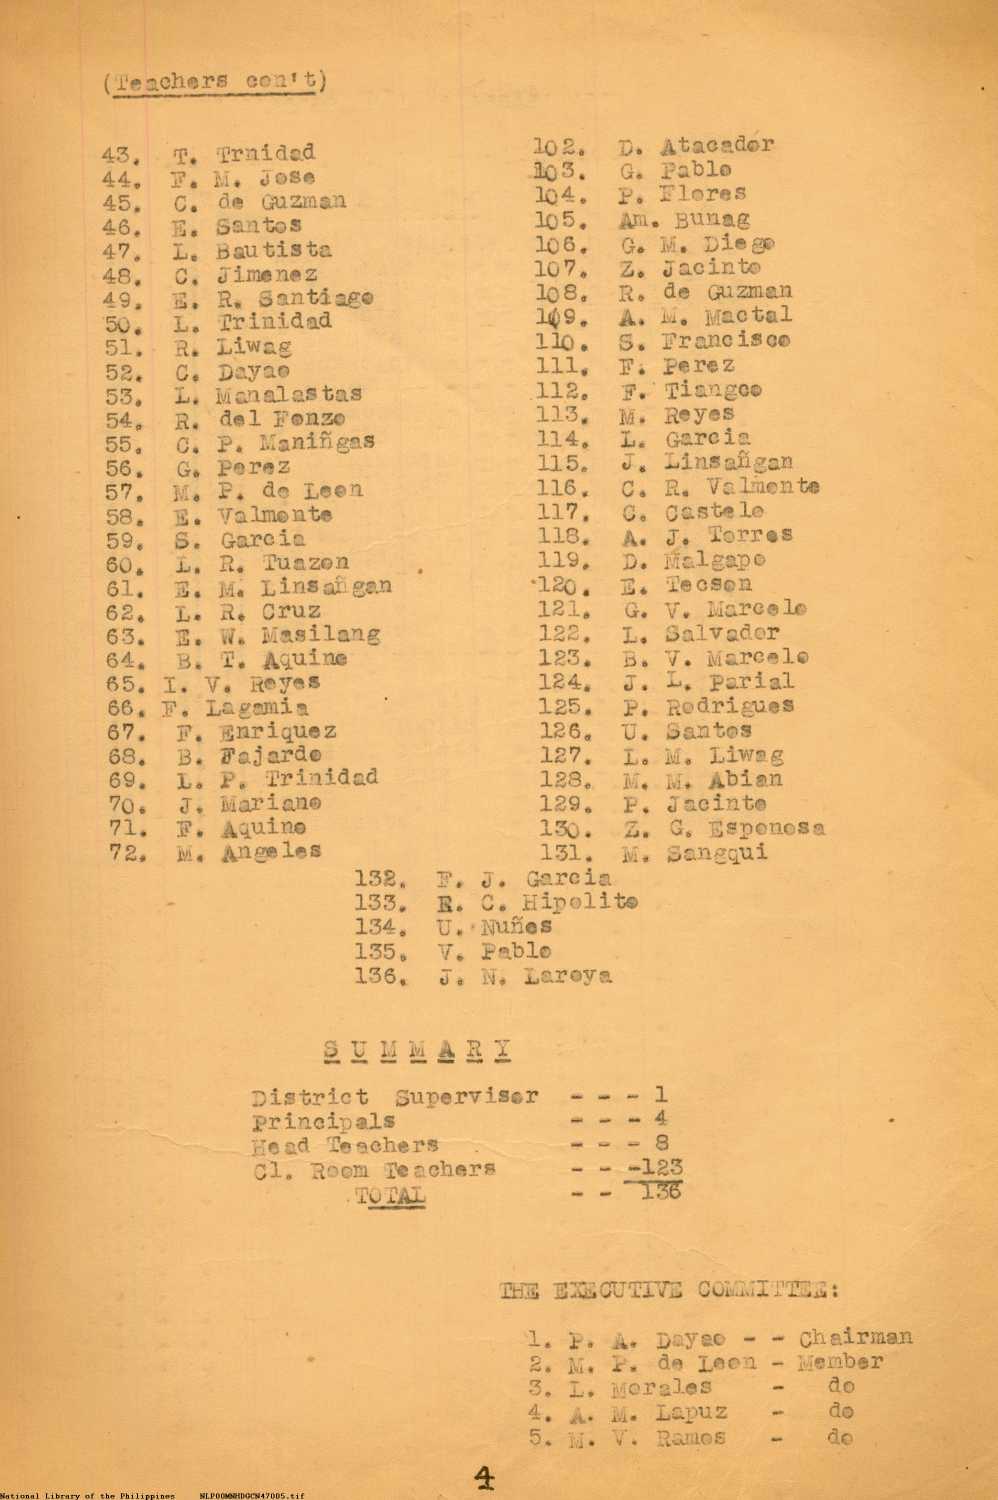 (Teachers con't)
43. T. Trnidad
44. F. M. Jose
45. C. de Guzman
46. E. Santos
47. L. Bautista
48. C. Jimenez
49. E. R. Santiago
50. L. Trinidad
51. R. Liwag
52. C. Dayao
53. L. Manalastas
54. R. del Fonzo
55. C. P. Maniñgas
56. G. Perez
57. M. P. de Leon
58. E. Valmonte
59. S. Garcia
60. L. R. Tuazon
61. E. M. Linsañgan
62. L. R. Cruz
63. E. W. Masilang
64. B. T. Aquino
65. I. V. Reyes
66. F. Lagamia
67. F. Enriquez
68. B. Fajardo
69. L. P. Trinidad
70. J. Mariano
71. F. Aquino
72. M. Angeles
102. D. Atacador
103. G. Pablo
104. P. Flores
105. Am. Bunag
106. G. M. Diego
107. Z. Jacinto
108. R. de Guzman
109. A. M. Mactal
110. S. Francisco
111. F. Perez
112. F. Tiangco
113. M. Reyes
114. L. Garcia
115. J. Linsañgan
116. C. R. Valmonte
117. C. Castelo
118. A. J. Torres
119. D. Malgapo
120. E. Tecson
121. G. V. Marcelo
122. L. Salvador
123. B. V. Marcelo
124. J. L. Parial
125. P. Rodrigues
126. U. Santos
127. L. M. Liwag
128. M. M. Abian
129. P. Jacinto
130. Z. G. Esponosa
131. M. Sangqui
132. F. J. Garcia
133. R. C. Hipolito
134. U. Nuñes
135. V. Pablo
136. J. N. Laroya
S U M M A R Y
District Supervisor - - - 1
Principals - - - 4
Head Teachers - - - 8
Cl. Room Teachers - - -123
TOTAL - - 136
THE EXECUTIVE COMMITTEE:
1. P. A. Dayao - - Chairman
2. M. P. de Leon - Member
3. L. Morales - do
4. A. M. Lapuz - do
5. M. V. Ramos - do
4
National Library of the Philippines NLP00MNHDGCN47005.tif